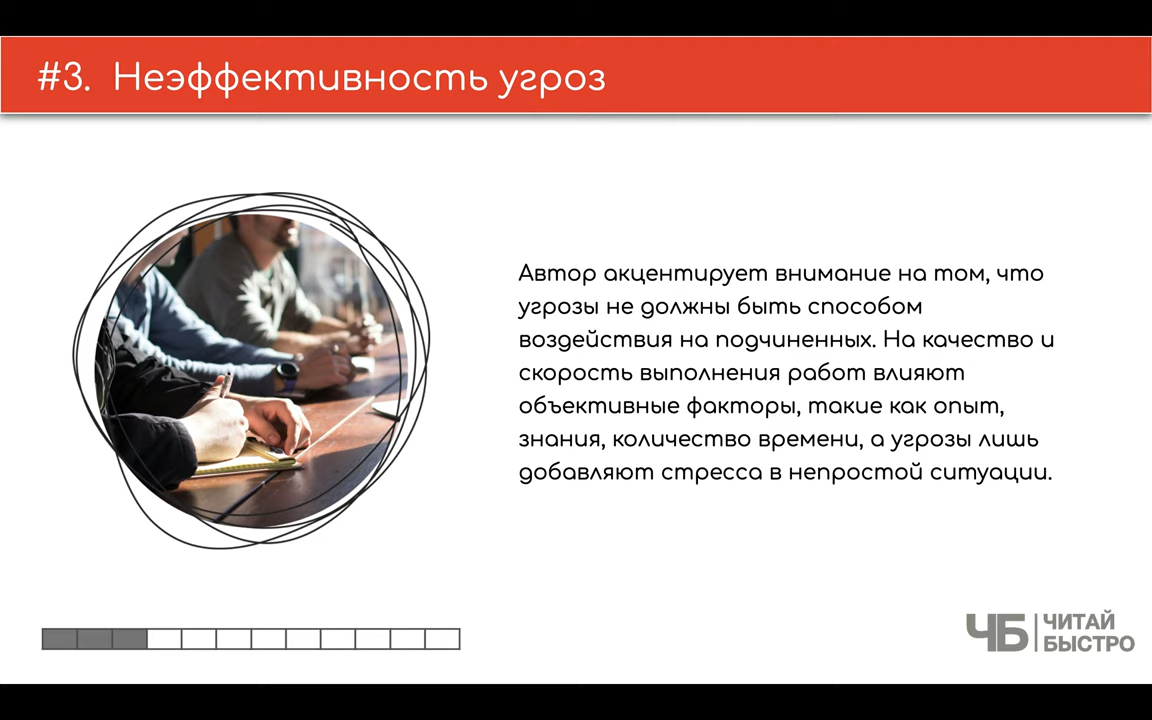 #3. Неэффективность угроз
Автор акцентирует внимание на том, что
угрозы не должны быть способом
воздействия на подчиненных. На качество и
скорость выполнения работ влияют
объективные факторы, такие как опыт,
знания, количество времени, а угрозы лишь
добавляют стресса в непростой ситуации.
ЧБ
ЧИТАЙ
БЫСТРО